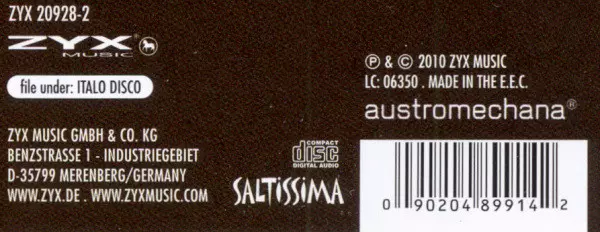 ZYX 20928-2
ZYX
MUSIC
file under: ITALO DISCO
ZYX MUSIC GMBH & CO. KG
BENZSTRASSE 1 - INDUSTRIEGEBIET
D-35799 MERENBERG/GERMANY
WWW.ZYX.DE . WWW.ZYXMUSIC.COM
COMPACT
disc
DIGITAL AUDIO
SALTISSIMA
℗ & © 2010 ZYX MUSIC
LC: 06350 . MADE IN THE E.E.C.
austromechana®
0 90204 89914 2